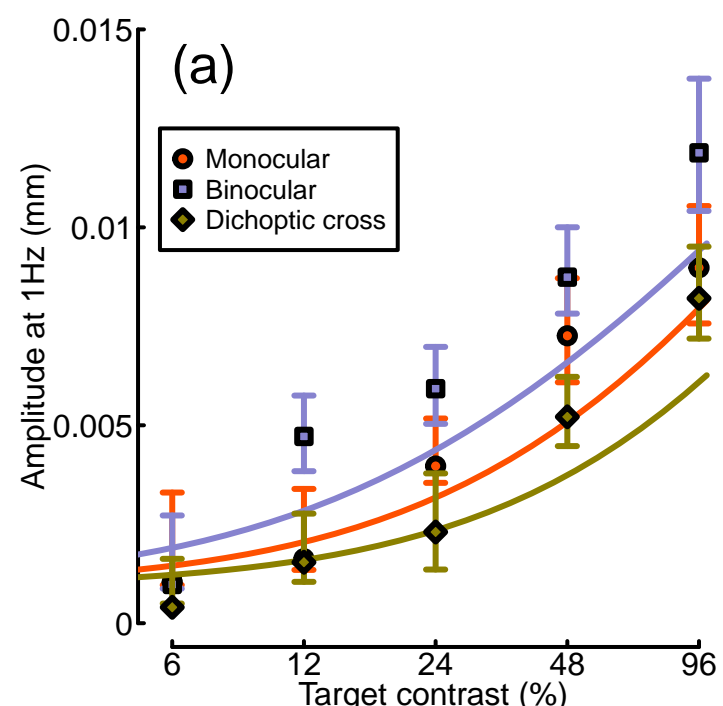 (a)
Monocular
Binocular
Dichoptic cross
Amplitude at 1Hz (mm)
0.015
0.01
0.005
0
6 12 24 48 96
Target contrast (%)